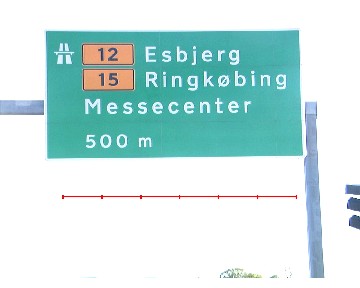 12 Esbjerg
15 Ringkøbing
Messecenter
500 m